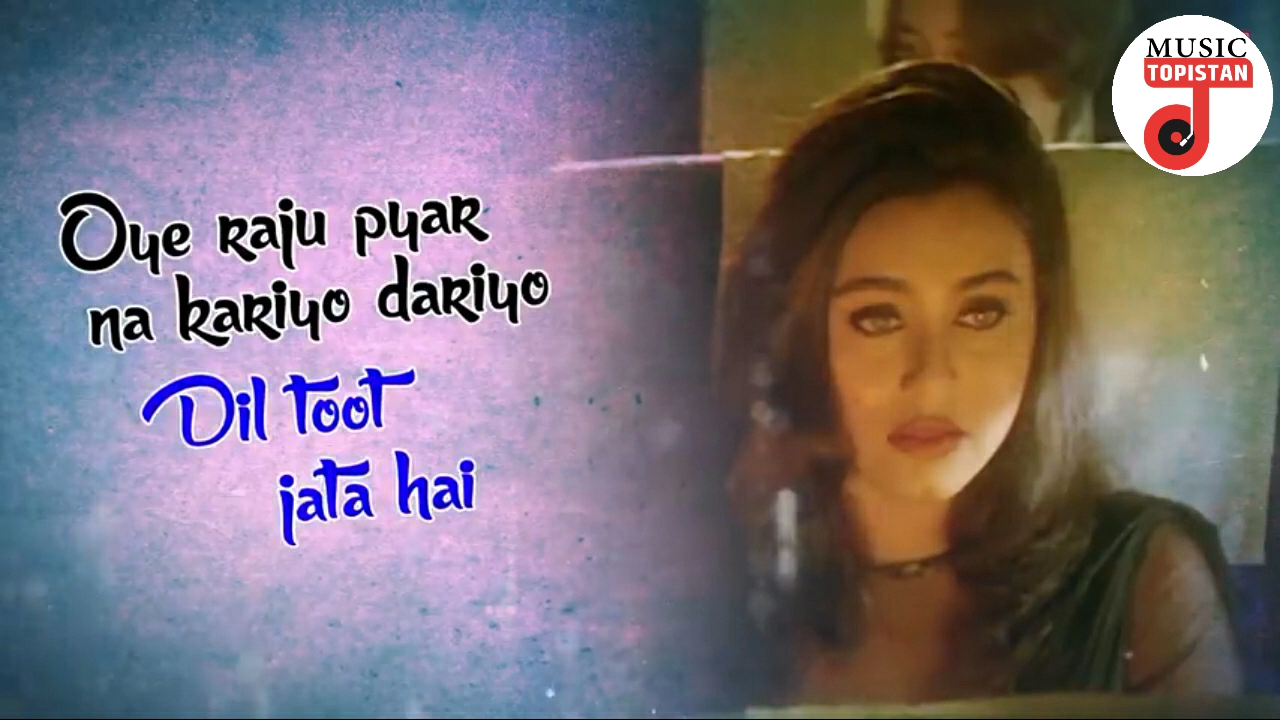 MUSIC
TOPISTAN
Oye raju pyar
na kariyo dariyo
Dil toot
jata hai